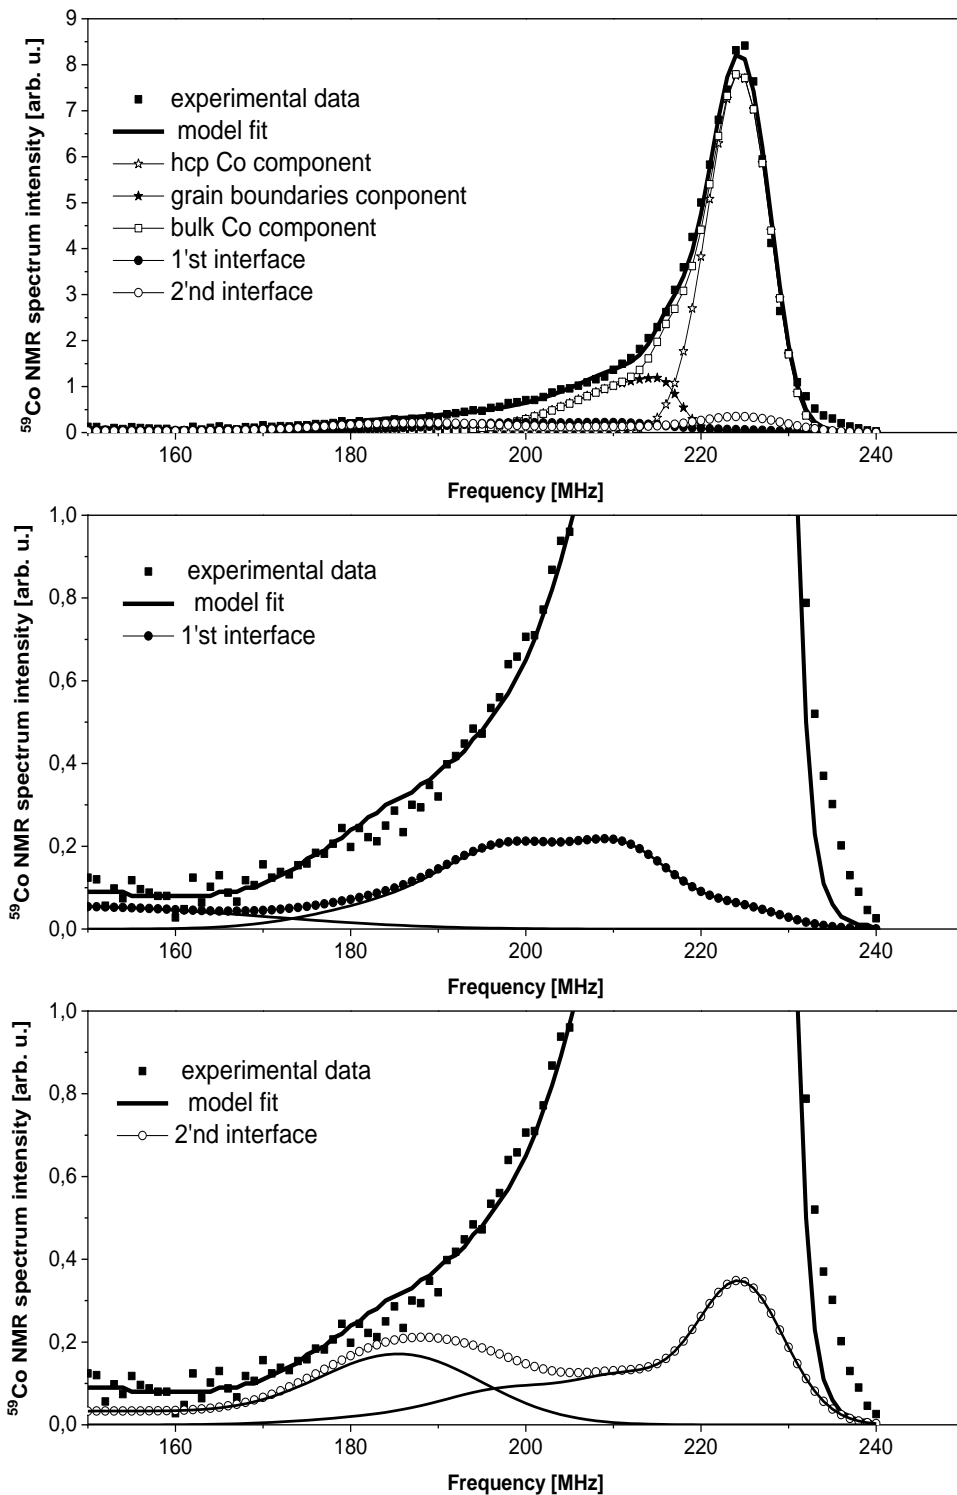 9
8
7
6
5
4
3
2
1
0
⁵⁹Co NMR spectrum intensity [arb. u.]
experimental data
model fit
hcp Co component
grain boundaries conponent
bulk Co component
1'st interface
2'nd interface
160 180 200 220 240
Frequency [MHz]
1,0
0,8
0,6
0,4
0,2
0,0
⁵⁹Co NMR spectrum intensity [arb. u.]
experimental data
model fit
1'st interface
160 180 200 220 240
Frequency [MHz]
1,0
0,8
0,6
0,4
0,2
0,0
⁵⁹Co NMR spectrum intensity [arb. u.]
experimental data
model fit
2'nd interface
160 180 200 220 240
Frequency [MHz]